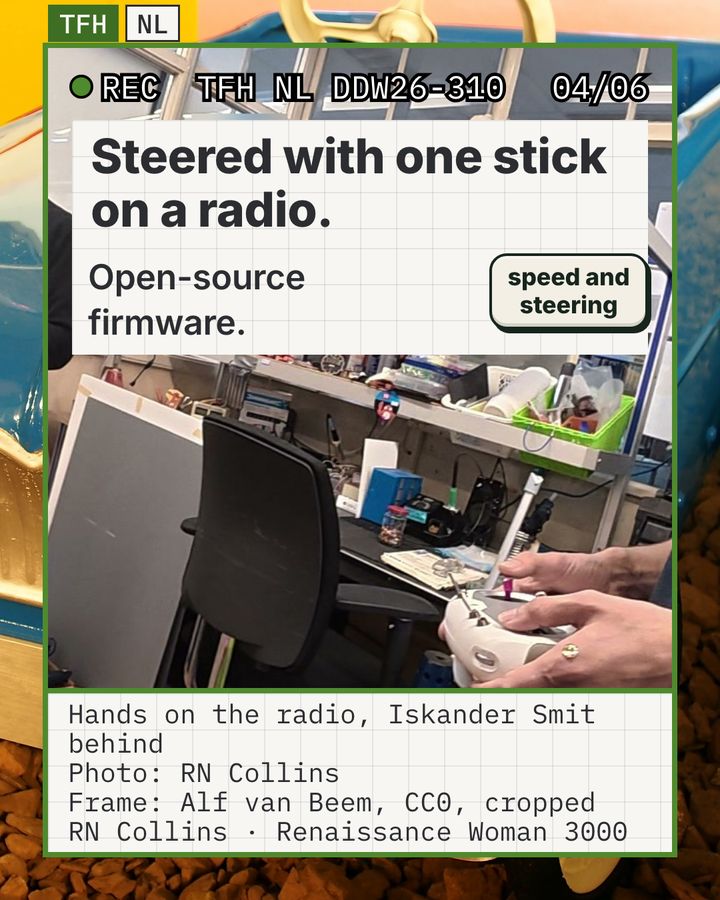 TFH NL
REC TFH NL DDW26-310 04/06
Steered with one stick
on a radio.
Open-source
firmware.
speed and
steering
Hands on the radio, Iskander Smit
behind
Photo: RN Collins
Frame: Alf van Beem, CC0, cropped
RN Collins · Renaissance Woman 3000